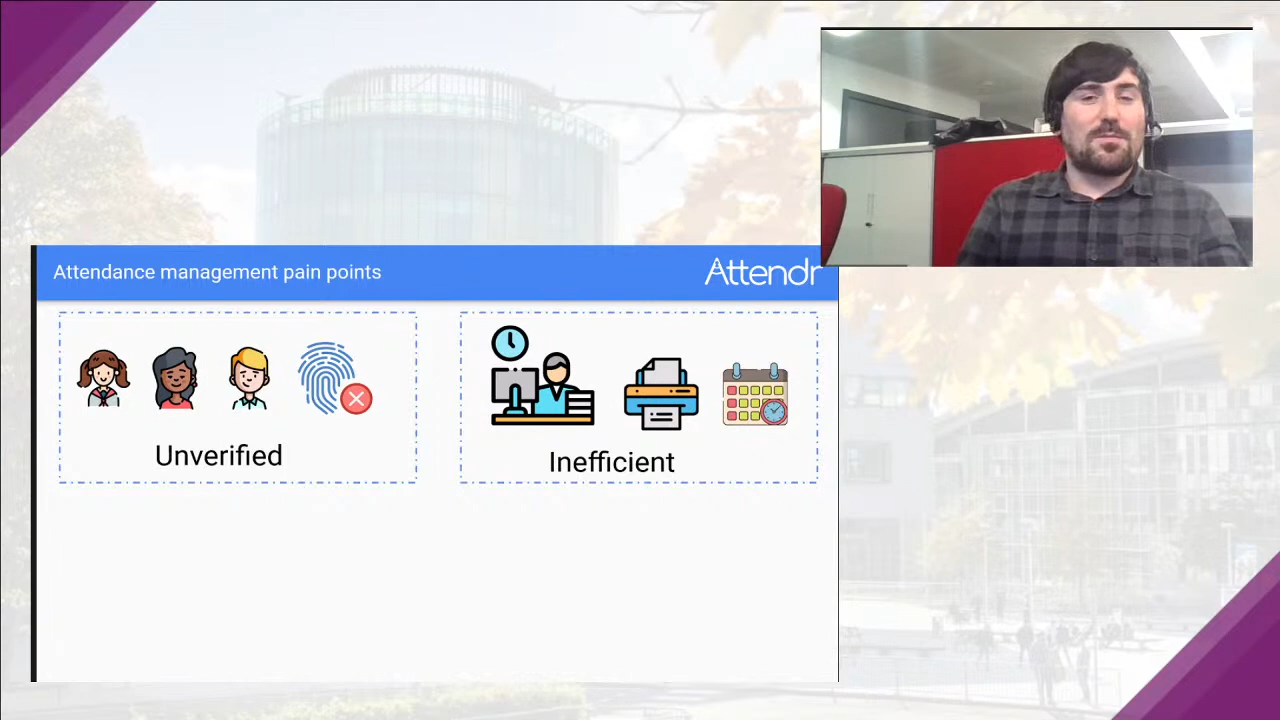 Attendance management pain points
Attendr
Unverified
Inefficient